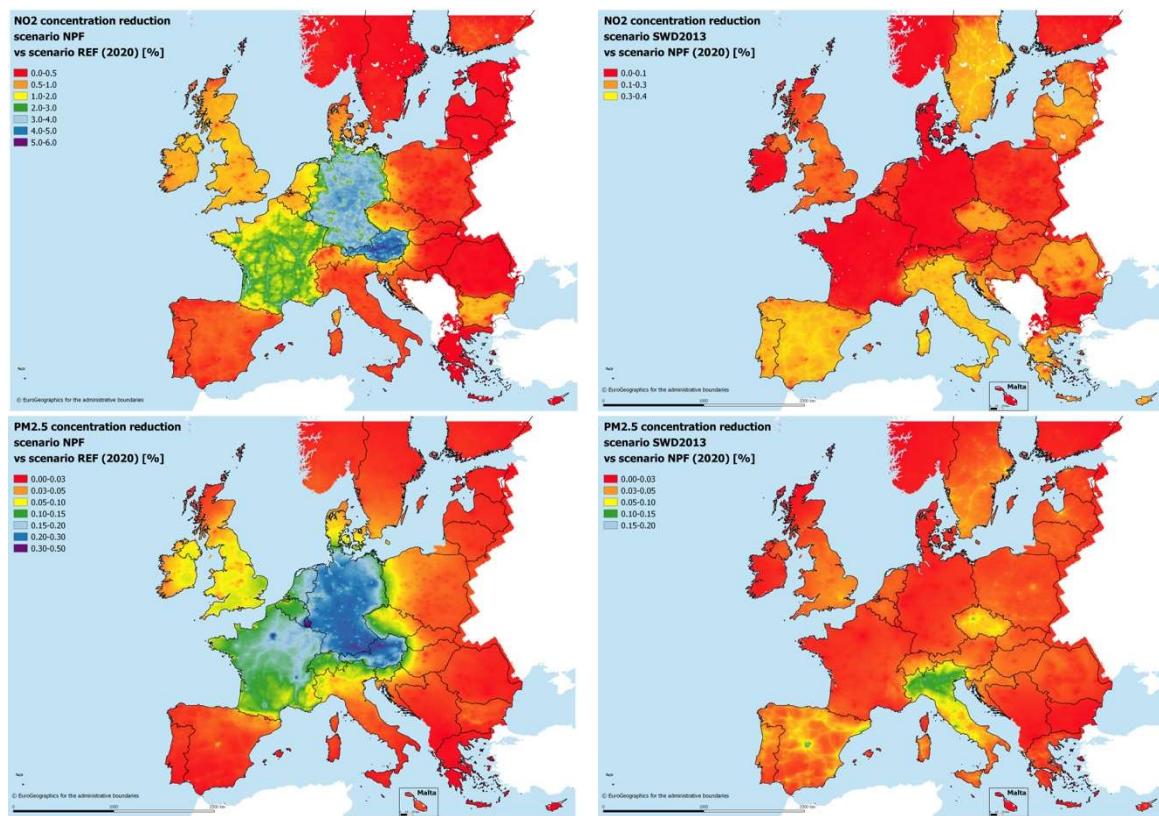 NO2 concentration reduction
scenario NPF
vs scenario REF (2020) [%]
0.0-0.5
0.5-1.0
1.0-2.0
2.0-3.0
3.0-4.0
4.0-5.0
5.0-6.0
© EuroGeographics for the administrative boundaries
NO2 concentration reduction
scenario SWD2013
vs scenario NPF (2020) [%]
0.0-0.1
0.1-0.3
0.3-0.4
Malta
© EuroGeographics for the administrative boundaries
PM2.5 concentration reduction
scenario NPF
vs scenario REF (2020) [%]
0.00-0.03
0.03-0.05
0.05-0.10
0.10-0.15
0.15-0.20
0.20-0.30
0.30-0.50
Malta
© EuroGeographics for the administrative boundaries
PM2.5 concentration reduction
scenario SWD2013
vs scenario NPF (2020) [%]
0.00-0.03
0.03-0.05
0.05-0.10
0.10-0.15
0.15-0.20
Malta
© EuroGeographics for the administrative boundaries